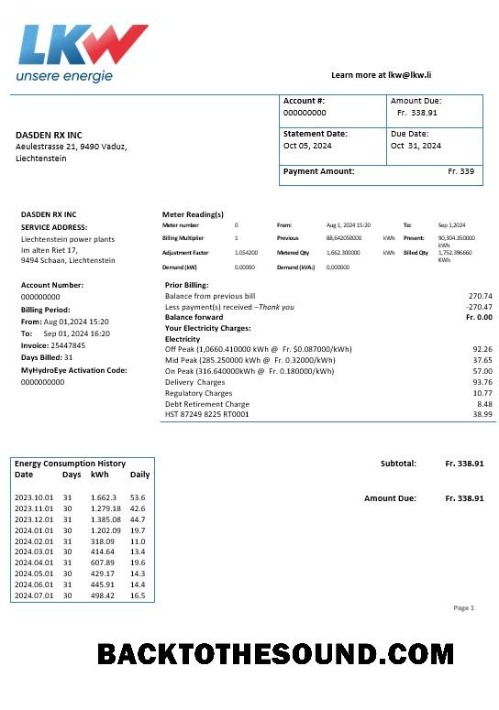 LKW
unsere energie
Learn more at lkw@lkw.li
Account #:
000000000
Amount Due:
Fr. 338.91
DASDEN RX INC
Aeulestrasse 21, 9490 Vaduz,
Liechtenstein
Statement Date:
Oct 05, 2024
Due Date:
Oct 31, 2024
Payment Amount: Fr. 339
DASDEN RX INC
SERVICE ADDRESS:
Liechtenstein power plants
Im alten Riet 17,
9494 Schaan, Liechtenstein
Account Number:
000000000
Billing Period:
From: Aug 01,2024 15:20
To: Sep 01, 2024 16:20
Invoice: 25447845
Days Billed: 31
MyHydroEye Activation Code:
0000000000
Meter Reading(s)
Meter number 0 From: Aug 1, 2024 15:20 To: Sep 1,2024
Billing Multiplier 1 Previous 88,642050000 kWh Present: 90,304.350000 kWh
Adjustment Factor 1.054200 Metered Qty 1,662.300000 kWh Billed Qty 1,752.396660 KWh
Demand (kW) 0.00000 Demand (kVA) 0,000000
Prior Billing:
Balance from previous bill 270.74
Less payment(s) received –Thank you -270.47
Balance forward Fr. 0.00
Your Electricity Charges:
Electricity
Off Peak (1,0660.410000 kWh @ Fr. $0.087000/kWh) 92.26
Mid Peak (285.250000 kWh @ Fr. 0.32000/kWh) 37.65
On Peak (316.640000kWh @ Fr. 0.180000/kWh) 57.00
Delivery Charges 93.76
Regulatory Charges 10.77
Debt Retirement Charge 8.48
HST 87249 8225 RT0001 38.99
Energy Consumption History
Date Days kWh Daily
2023.10.01 31 1.662.3 53.6
2023.11.01 30 1.279.18 42.6
2023.12.01 31 1.385.08 44.7
2024.01.01 30 1.202.09 19.7
2024.02.01 31 318.09 11.0
2024.03.01 30 414.64 13.4
2024.04.01 31 607.89 19.6
2024.05.01 30 429.17 14.3
2024.06.01 31 445.91 14.4
2024.07.01 30 498.42 16.5
Subtotal: Fr. 338.91
Amount Due: Fr. 338.91
Page 1
BACKTOTHESOUND.COM